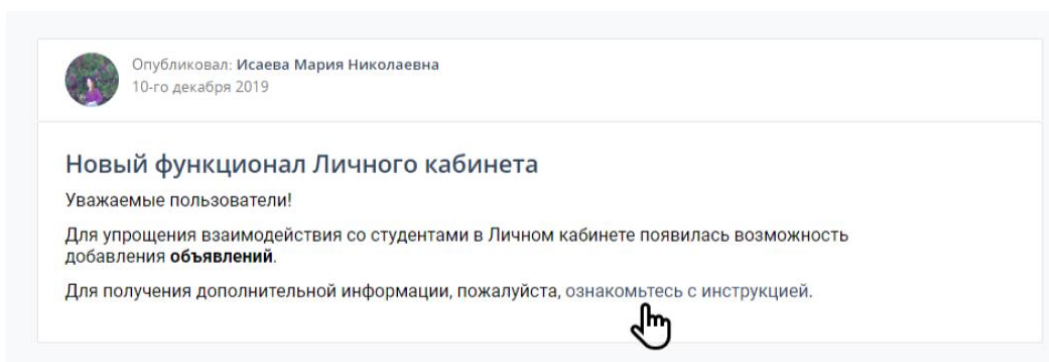 Опубликовал: Исаева Мария Николаевна
10-го декабря 2019
Новый функционал Личного кабинета
Уважаемые пользователи!
Для упрощения взаимодействия со студентами в Личном кабинете появилась возможность
добавления объявлений.
Для получения дополнительной информации, пожалуйста, ознакомьтесь с инструкцией.